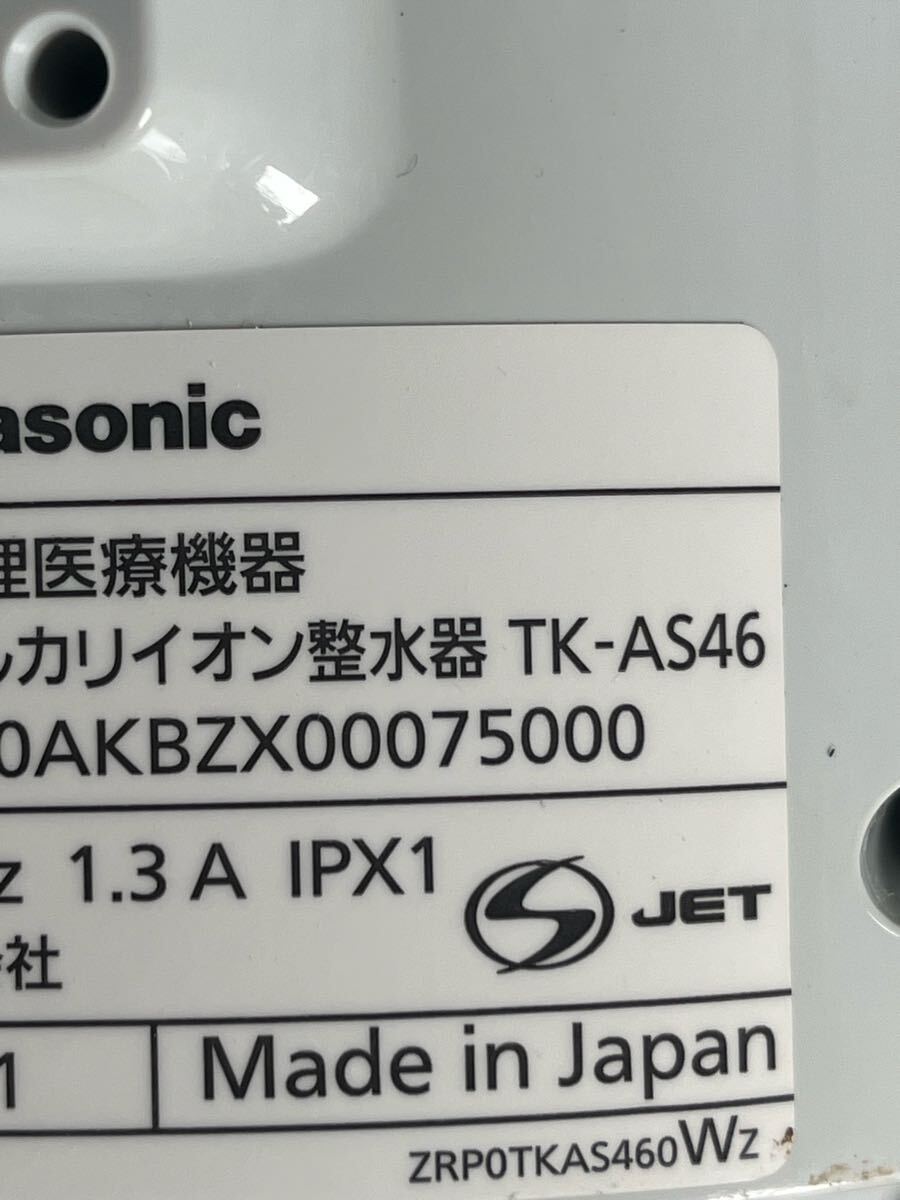 asonic
理医療機器
ルカリイオン整水器 TK-AS46
0AKBZX00075000
z 1.3 A IPX1
JET
会社
1
Made in Japan
ZRP0TKAS460Wz